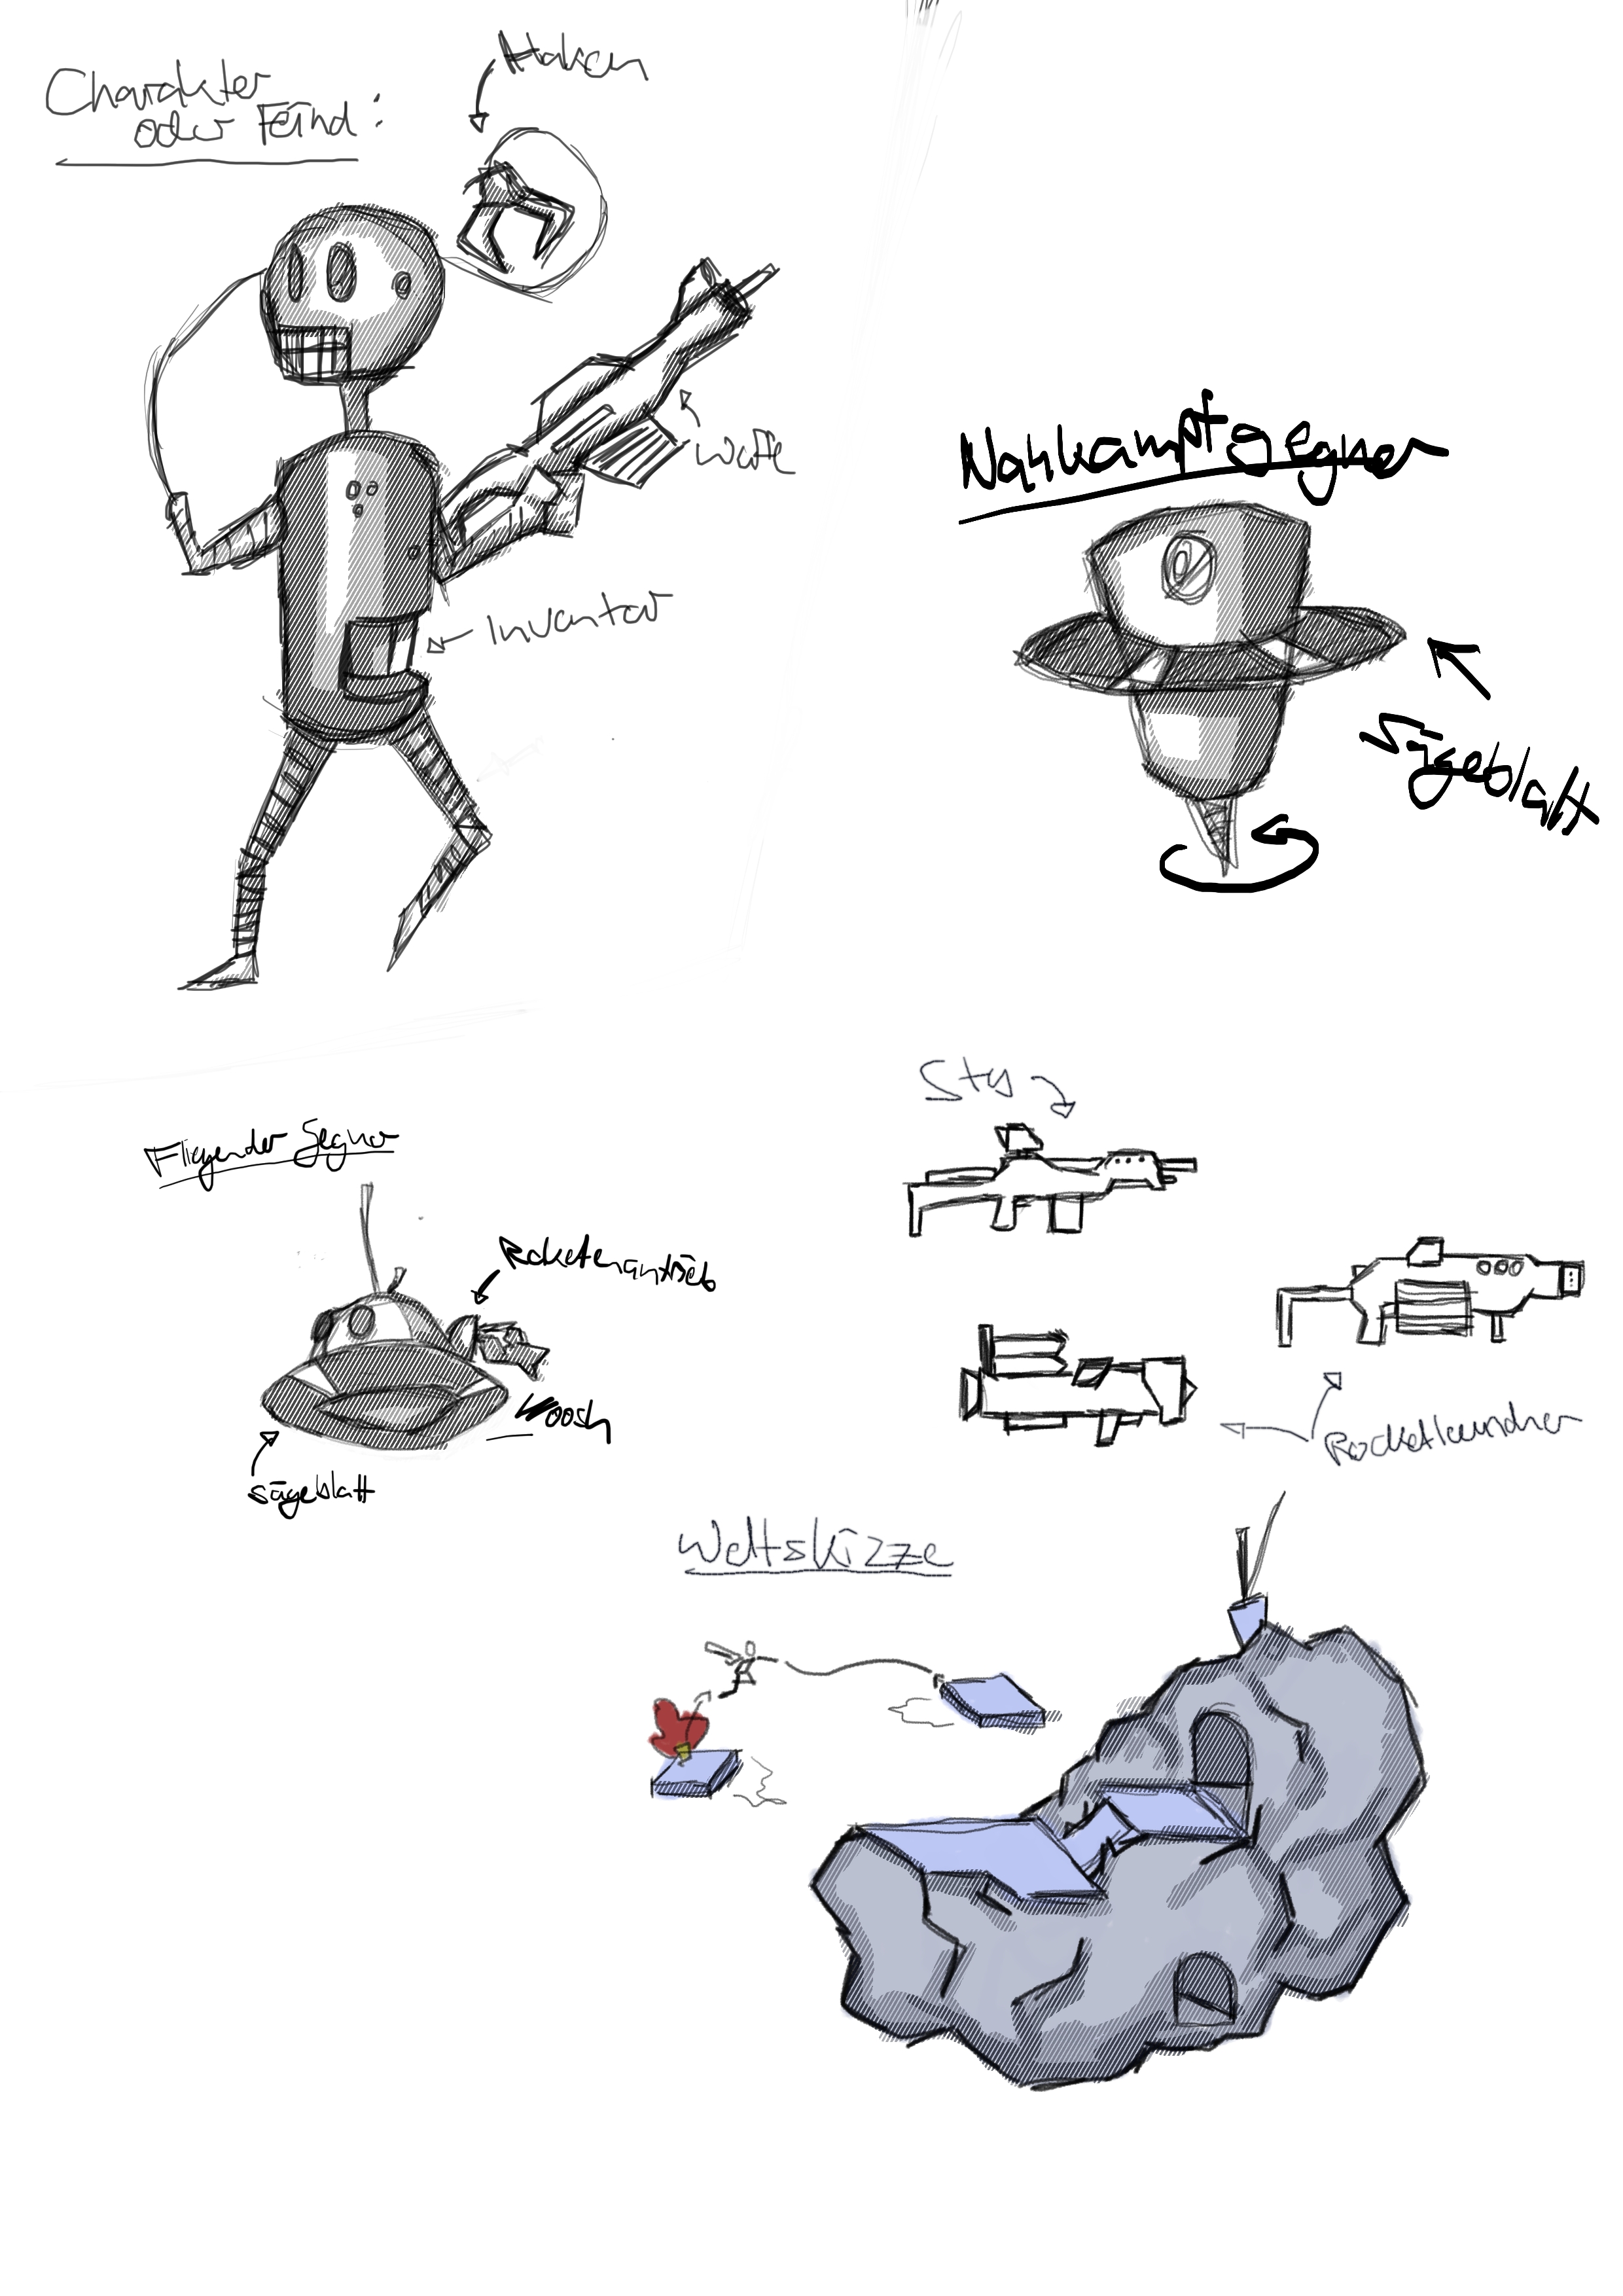 Charakter
oder Feind:
Haken
Waffe
Inventar
Nahkampfgegner
Sägeblatt
Fliegender Gegner
Raketenantrieb
Woosh
Sägeblatt
Rocketlauncher
Weltskizze